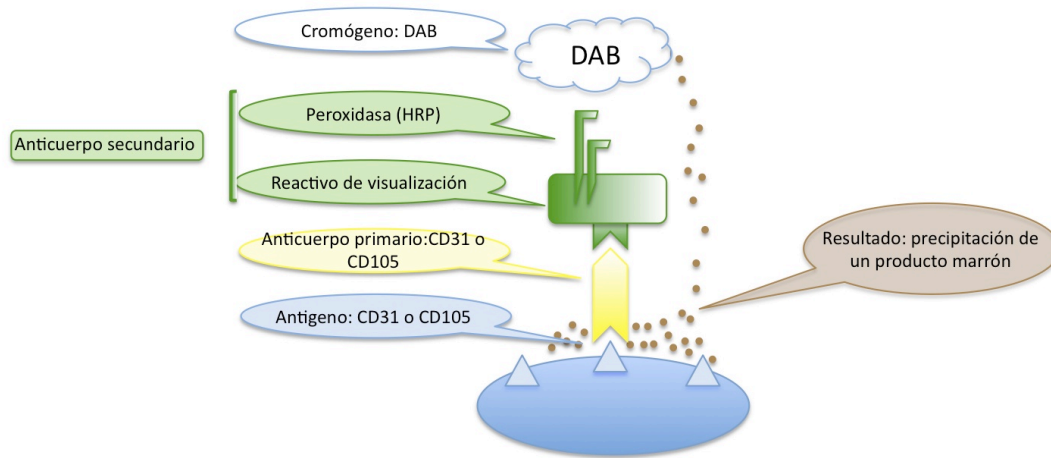 Cromógeno: DAB
DAB
Peroxidasa (HRP)
Anticuerpo secundario
Reactivo de visualización
Anticuerpo primario:CD31 o
CD105
Resultado: precipitación de
un producto marrón
Antigeno: CD31 o CD105